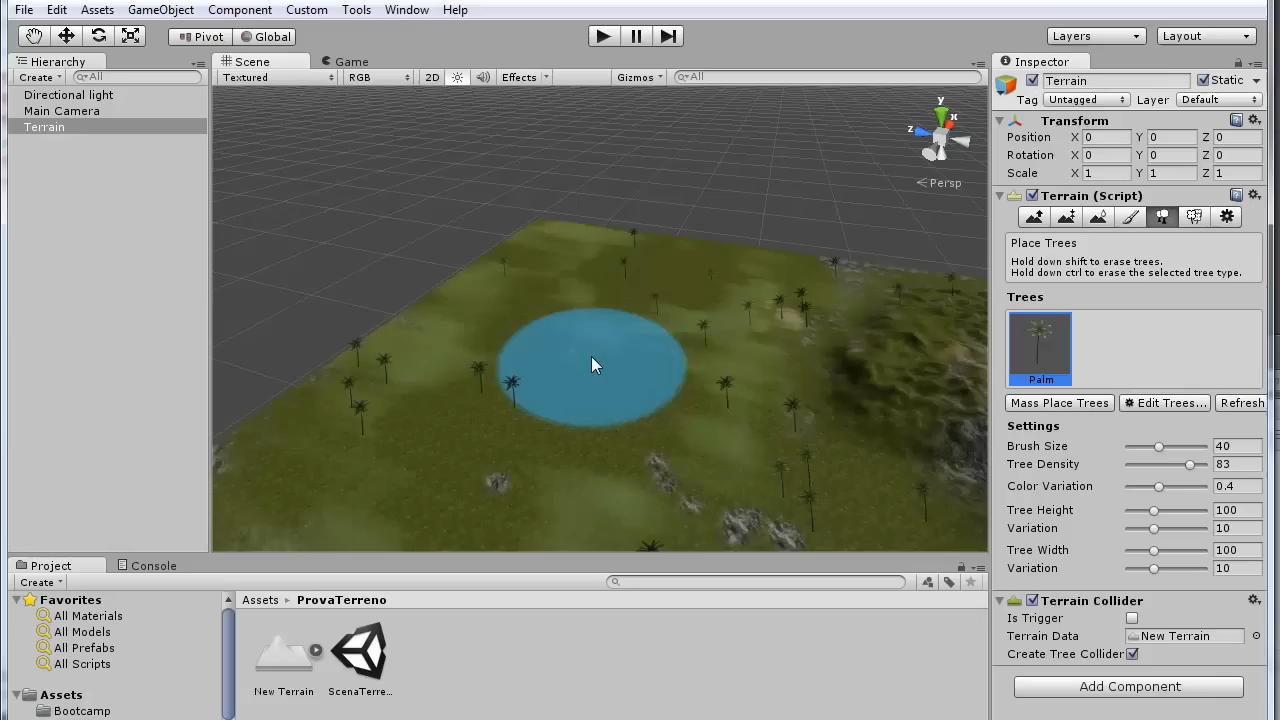 File Edit Assets GameObject Component Custom Tools Window Help
Pivot Global Layers Layout
Hierarchy
Create All
Directional light
Main Camera
Terrain
Scene Game
Textured RGB 2D Effects Gizmos All
y
x
z
Persp
Inspector
Terrain Static
Tag Untagged Layer Default
Transform
Position X 0 Y 0 Z 0
Rotation X 0 Y 0 Z 0
Scale X 1 Y 1 Z 1
Terrain (Script)
Place Trees
Hold down shift to erase trees.
Hold down ctrl to erase the selected tree type.
Trees
Palm
Mass Place Trees Edit Trees... Refresh
Settings
Brush Size 40
Tree Density 83
Color Variation 0.4
Tree Height 100
Variation 10
Tree Width 100
Variation 10
Terrain Collider
Is Trigger
Terrain Data New Terrain
Create Tree Collider
Add Component
Project Console
Create
Favorites
All Materials
All Models
All Prefabs
All Scripts
Assets
Bootcamp
Assets ProvaTerreno
New Terrain ScenaTerre...